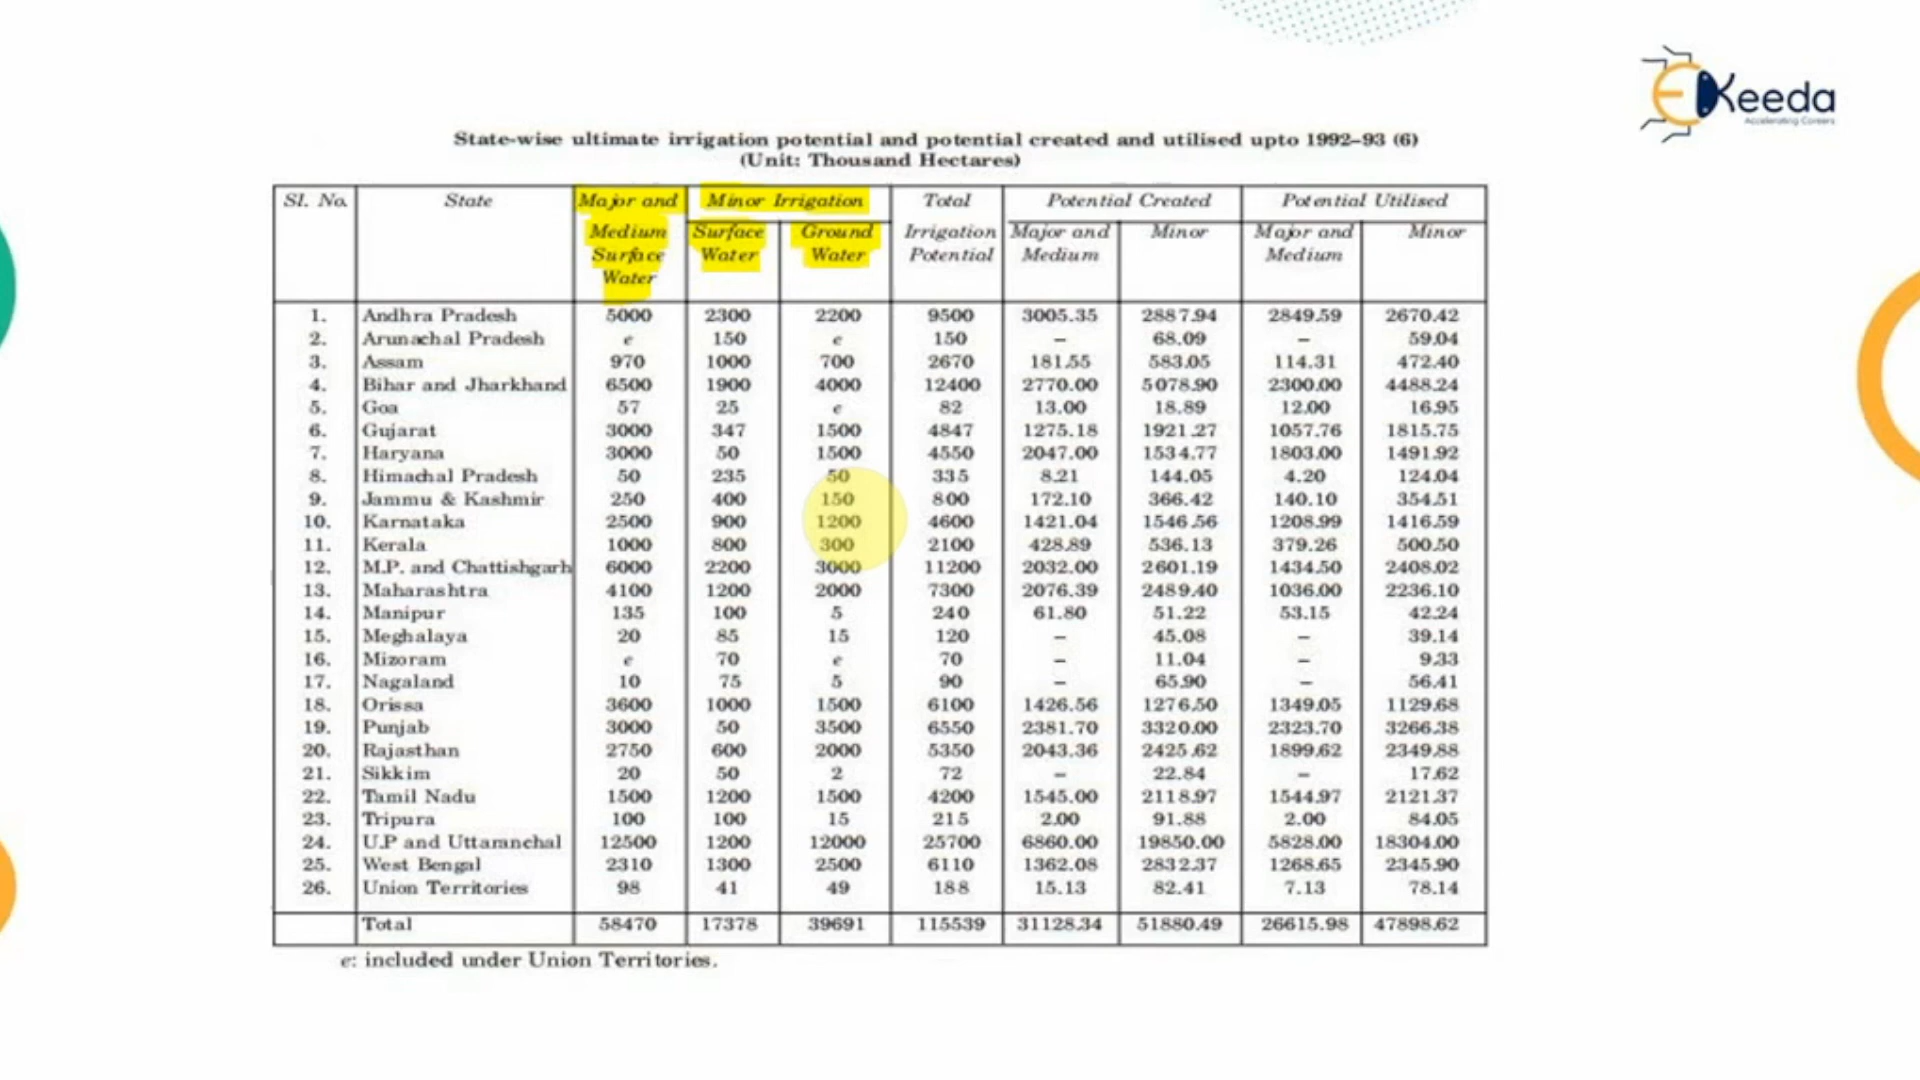 EKeeda
Accelerating Careers
State-wise ultimate irrigation potential and potential created and utilised upto 1992–93 (6)
(Unit: Thousand Hectares)
Sl. No. State Major and Medium Surface Water Minor Irrigation Surface Water Ground Water Total Irrigation Potential Potential Created Major and Medium Minor Potential Utilised Major and Medium Minor
1. Andhra Pradesh 5000 2300 2200 9500 3005.35 2887.94 2849.59 2670.42
2. Arunachal Pradesh e 150 e 150 – 68.09 – 59.04
3. Assam 970 1000 700 2670 181.55 583.05 114.31 472.40
4. Bihar and Jharkhand 6500 1900 4000 12400 2770.00 5078.90 2300.00 4488.24
5. Goa 57 25 e 82 13.00 18.89 12.00 16.95
6. Gujarat 3000 347 1500 4847 1275.18 1921.27 1057.76 1815.75
7. Haryana 3000 50 1500 4550 2047.00 1534.77 1803.00 1491.92
8. Himachal Pradesh 50 235 50 335 8.21 144.05 4.20 124.04
9. Jammu & Kashmir 250 400 150 800 172.10 366.42 140.10 354.51
10. Karnataka 2500 900 1200 4600 1421.04 1546.56 1208.99 1416.59
11. Kerala 1000 800 300 2100 428.89 536.13 379.26 500.50
12. M.P. and Chattishgarh 6000 2200 3000 11200 2032.00 2601.19 1434.50 2408.02
13. Maharashtra 4100 1200 2000 7300 2076.39 2489.40 1036.00 2236.10
14. Manipur 135 100 5 240 61.80 51.22 53.15 42.24
15. Meghalaya 20 85 15 120 – 45.08 – 39.14
16. Mizoram e 70 e 70 – 11.04 – 9.33
17. Nagaland 10 75 5 90 – 65.90 – 56.41
18. Orissa 3600 1000 1500 6100 1426.56 1276.50 1349.05 1129.68
19. Punjab 3000 50 3500 6550 2381.70 3320.00 2323.70 3266.38
20. Rajasthan 2750 600 2000 5350 2043.36 2425.62 1899.62 2349.88
21. Sikkim 20 50 2 72 – 22.84 – 17.62
22. Tamil Nadu 1500 1200 1500 4200 1545.00 2118.97 1544.97 2121.37
23. Tripura 100 100 15 215 2.00 91.88 2.00 84.05
24. U.P and Uttaranchal 12500 1200 12000 25700 6860.00 19850.00 5828.00 18304.00
25. West Bengal 2310 1300 2500 6110 1362.08 2832.37 1268.65 2345.90
26. Union Territories 98 41 49 188 15.13 82.41 7.13 78.14
Total 58470 17378 39691 115539 31128.34 51880.49 26615.98 47898.62
e: included under Union Territories.